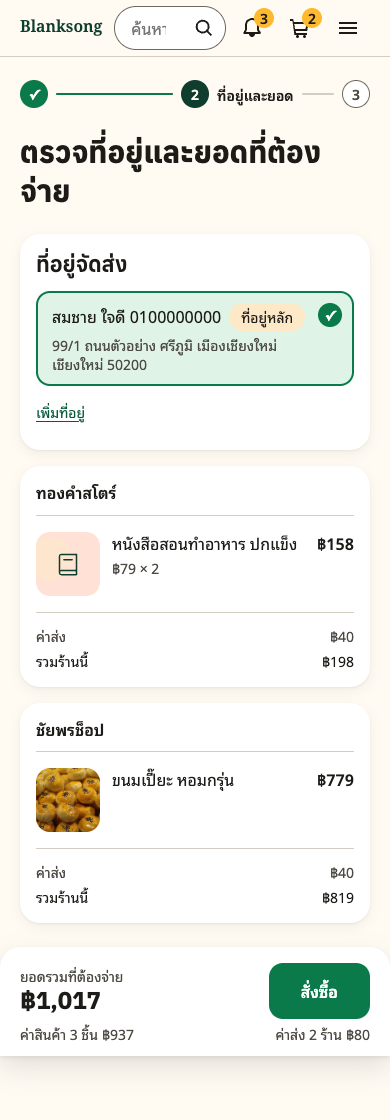 Blanksong
ค้นหา
3
2
2
ที่อยู่และยอด
3
ตรวจที่อยู่และยอดที่ต้อง
จ่าย
ที่อยู่จัดส่ง
สมชาย ใจดี 0100000000 ที่อยู่หลัก
99/1 ถนนตัวอย่าง ศรีภูมิ เมืองเชียงใหม่
เชียงใหม่ 50200
เพิ่มที่อยู่
ทองคำสโตร์
หนังสือสอนทำอาหาร ปกแข็ง ฿158
฿79 × 2
ค่าส่ง ฿40
รวมร้านนี้ ฿198
ชัยพรช็อป
ขนมเปี๊ยะ หอมกรุ่น ฿779
ค่าส่ง ฿40
รวมร้านนี้ ฿819
ยอดรวมที่ต้องจ่าย
฿1,017
สั่งซื้อ
ค่าสินค้า 3 ชิ้น ฿937 ค่าส่ง 2 ร้าน ฿80